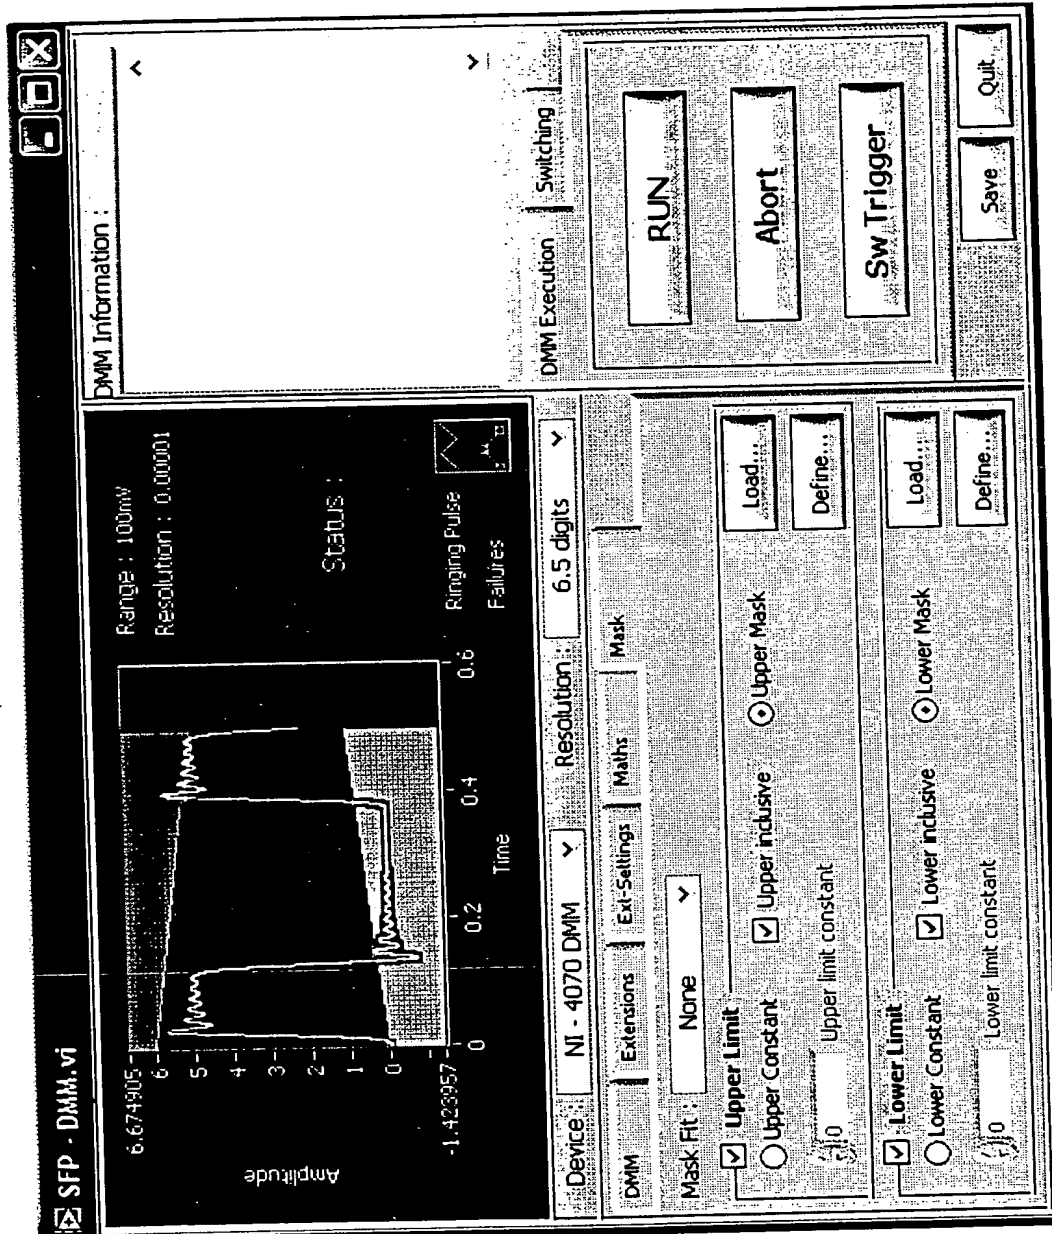 SFP - DMM.vi
6.674905
6
5
4
3
2
1
0
-1.423957
Amplitude
0
0.2
0.4
0.6
Time
Range : 100mV
Resolution : 0.00001
Status :
Ringing Pulse
Failures
DMM Information :
Device :
NI - 4070 DMM
Resolution :
6.5 digits
DMM
Extensions
Ext-Settings
Maths
Mask
Mask Fit :
None
Upper Limit
Upper Constant
Upper inclusive
Upper Mask
Load...
0
Upper limit constant
Define...
Lower Limit
Lower Constant
Lower inclusive
Lower Mask
Load...
0
Lower limit constant
Define...
DMM Execution
Switching
RUN
Abort
Sw Trigger
Save
Quit